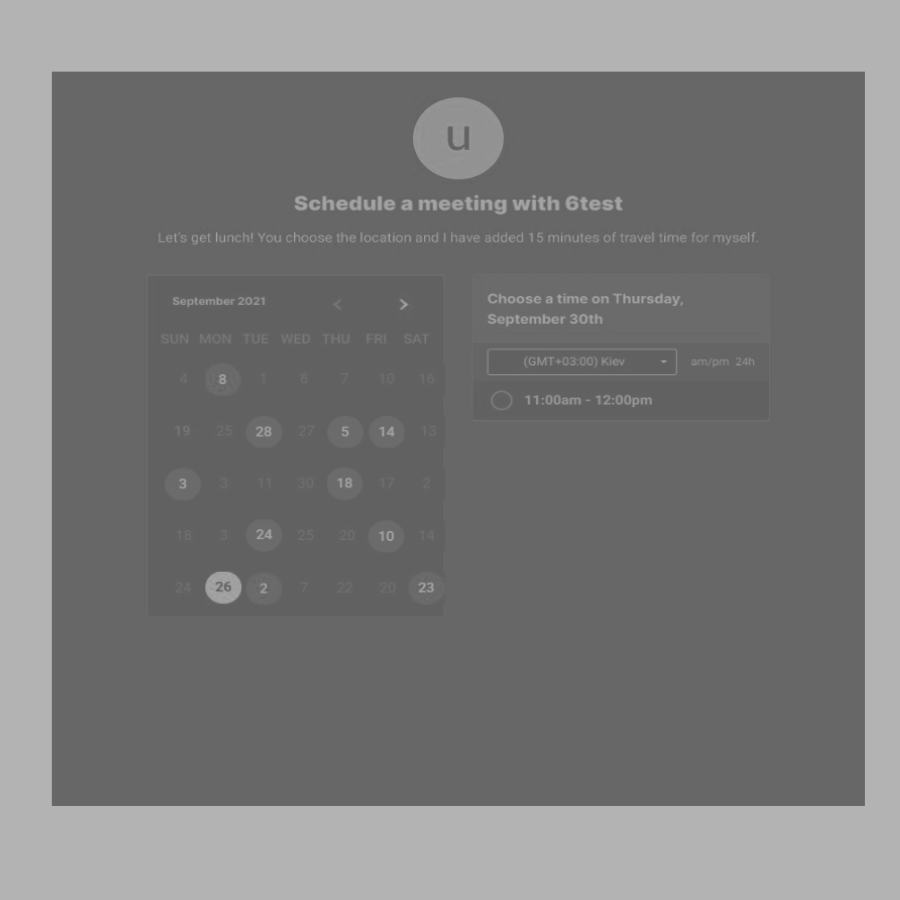 u
Schedule a meeting with 6test
Let's get lunch! You choose the location and I have added 15 minutes of travel time for myself.
September 2021 < >
SUN MON TUE WED THU FRI SAT
4 8 1 6 7 10 16
19 25 28 27 5 14 13
3 3 11 30 18 17 2
18 3 24 25 20 10 14
24 26 2 7 22 20 23
Choose a time on Thursday,
September 30th
(GMT+03:00) Kiev am/pm 24h
11:00am - 12:00pm